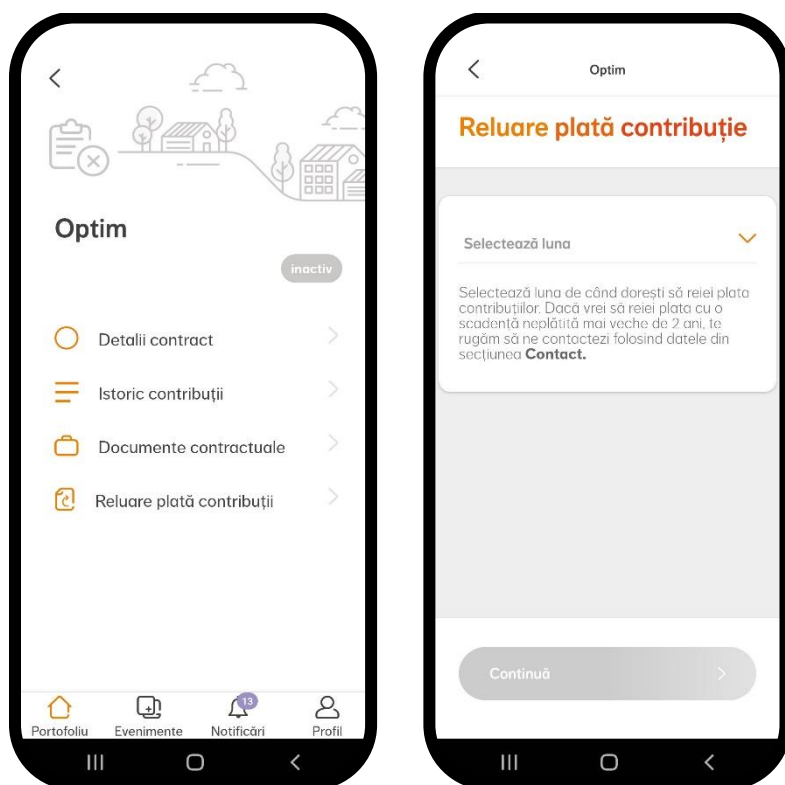 Optim
inactiv
Detalii contract
Istoric contribuții
Documente contractuale
Reluare plată contribuții
13
Portofoliu
Evenimente
Notificări
Profil
Optim
Reluare plată contribuție
Selectează luna
Selectează luna de când dorești să reiei plata
contribuțiilor. Dacă vrei să reiei plata cu o
scadență neplătită mai veche de 2 ani, te
rugăm să ne contactezi folosind datele din
secțiunea Contact.
Continuă